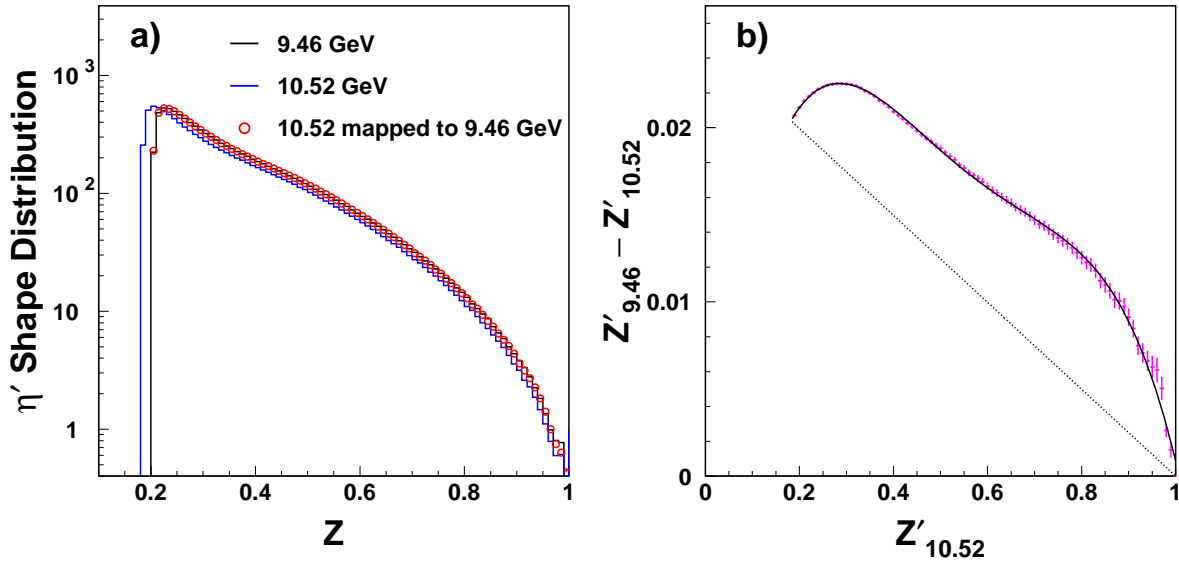 a)
9.46 GeV
10.52 GeV
10.52 mapped to 9.46 GeV
η′ Shape Distribution
10³
10²
10
1
0.2 0.4 0.6 0.8 1
Z
b)
Z′9.46 – Z′10.52
0.02
0.01
0
0 0.2 0.4 0.6 0.8 1
Z′10.52